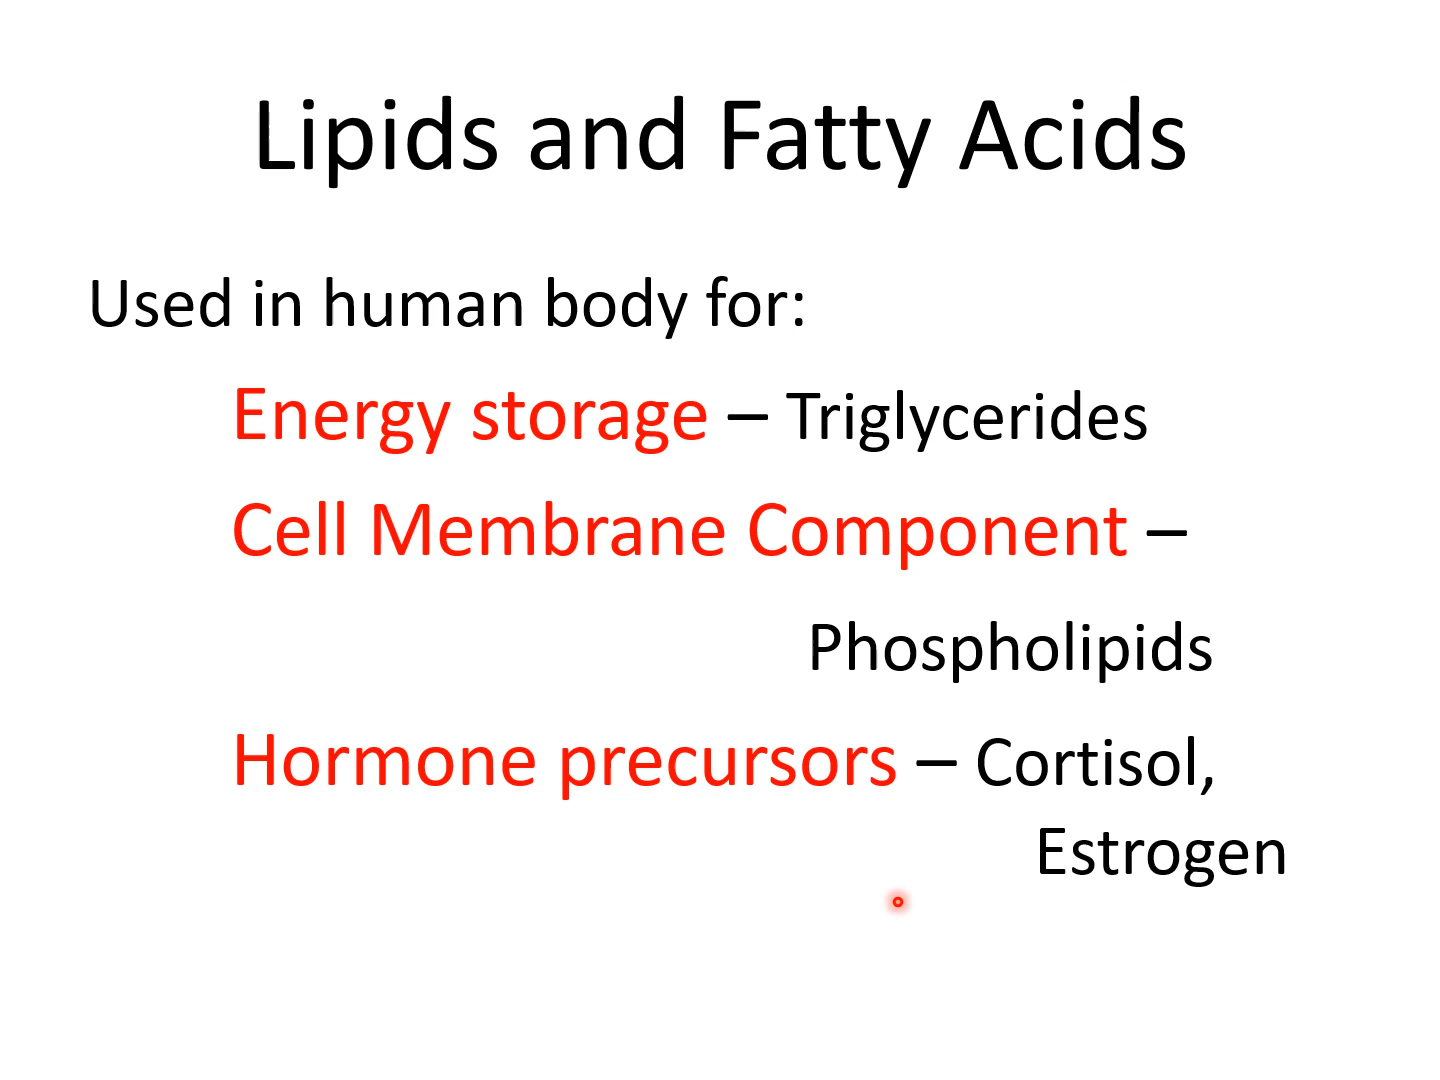 Lipids and Fatty Acids
Used in human body for:
Energy storage – Triglycerides
Cell Membrane Component –
Phospholipids
Hormone precursors – Cortisol,
Estrogen